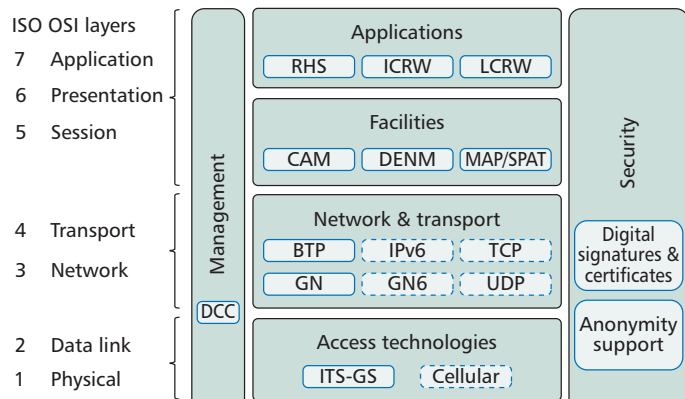 ISO OSI layers
7 Application
6 Presentation
5 Session
4 Transport
3 Network
2 Data link
1 Physical
Management
DCC
Applications
RHS ICRW LCRW
Facilities
CAM DENM MAP/SPAT
Network & transport
BTP IPv6 TCP
GN GN6 UDP
Access technologies
ITS-GS Cellular
Security
Digital
signatures &
certificates
Anonymity
support